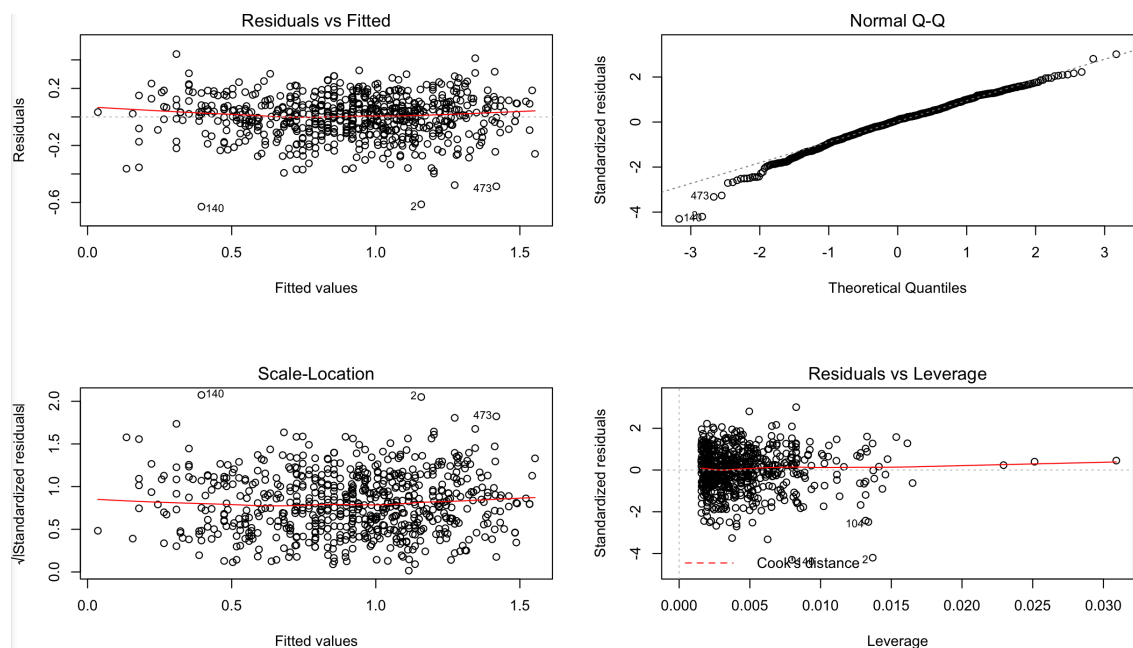 Residuals vs Fitted
Residuals
0.2
-0.2
-0.6
140
2
473
0.0 0.5 1.0 1.5
Fitted values
Normal Q-Q
Standardized residuals
2
0
-2
-4
473
2
140
-3 -2 -1 0 1 2 3
Theoretical Quantiles
Scale-Location
√|Standardized residuals|
2.0
1.5
1.0
0.5
0.0
140
2
473
0.0 0.5 1.0 1.5
Fitted values
Residuals vs Leverage
Standardized residuals
2
0
-2
-4
104
140
2
Cook's distance
0.000 0.005 0.010 0.015 0.020 0.025 0.030
Leverage